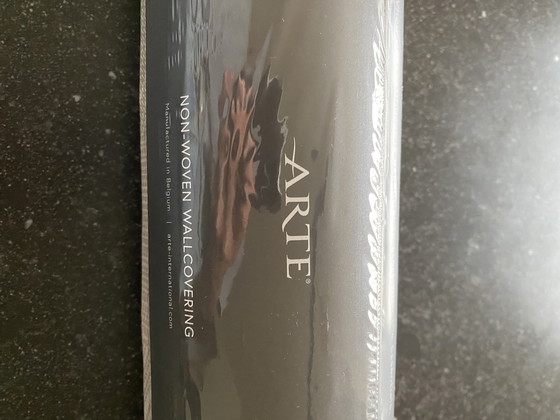 ARTE®
NON-WOVEN WALLCOVERING
Manufactured in Belgium | arte-international.com